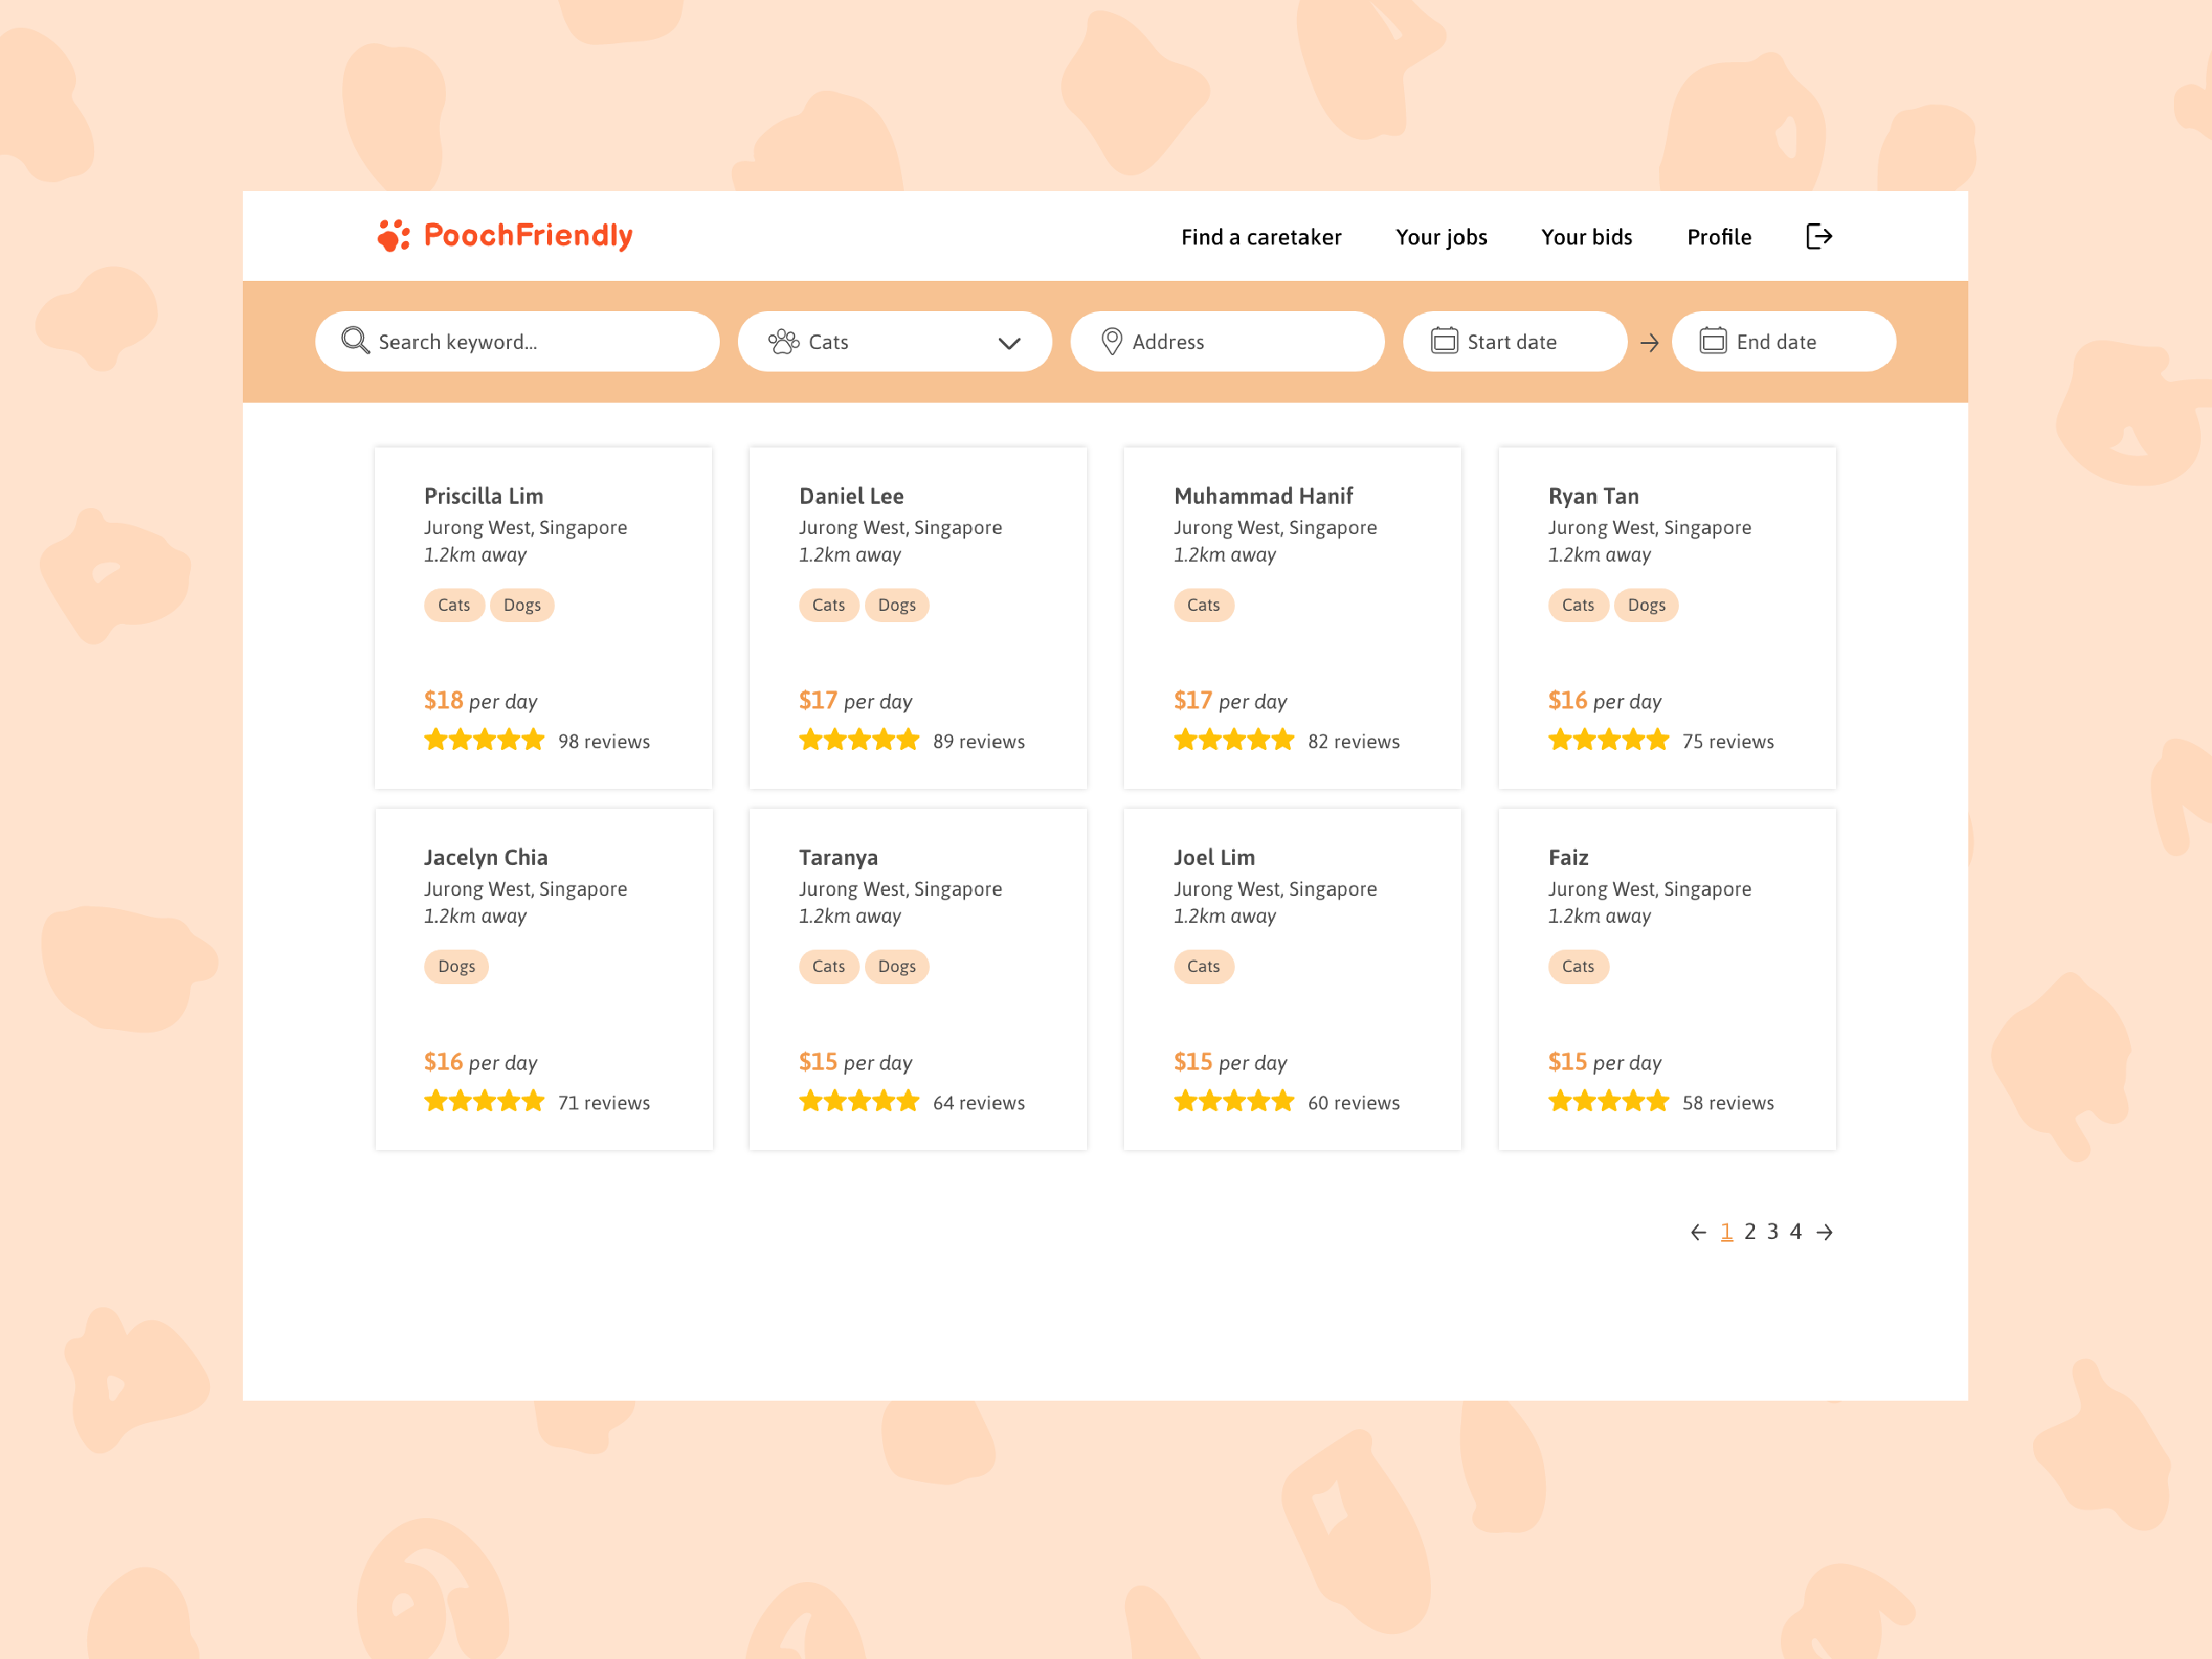 PoochFriendly
Find a caretaker
Your jobs
Your bids
Profile
Search keyword...
Cats
Address
Start date
End date
Priscilla Lim
Jurong West, Singapore
1.2km away
Cats
Dogs
$18 per day
98 reviews
Daniel Lee
Jurong West, Singapore
1.2km away
Cats
Dogs
$17 per day
89 reviews
Muhammad Hanif
Jurong West, Singapore
1.2km away
Cats
$17 per day
82 reviews
Ryan Tan
Jurong West, Singapore
1.2km away
Cats
Dogs
$16 per day
75 reviews
Jacelyn Chia
Jurong West, Singapore
1.2km away
Dogs
$16 per day
71 reviews
Taranya
Jurong West, Singapore
1.2km away
Cats
Dogs
$15 per day
64 reviews
Joel Lim
Jurong West, Singapore
1.2km away
Cats
$15 per day
60 reviews
Faiz
Jurong West, Singapore
1.2km away
Cats
$15 per day
58 reviews
← 1 2 3 4 →